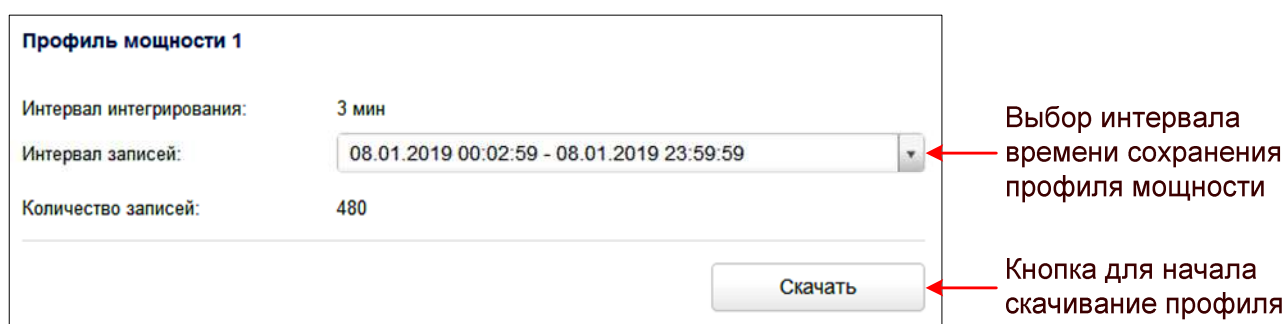 Профиль мощности 1
Интервал интегрирования: 3 мин
Интервал записей: 08.01.2019 00:02:59 - 08.01.2019 23:59:59
Количество записей: 480
Скачать
Выбор интервала
времени сохранения
профиля мощности
Кнопка для начала
скачивание профиля